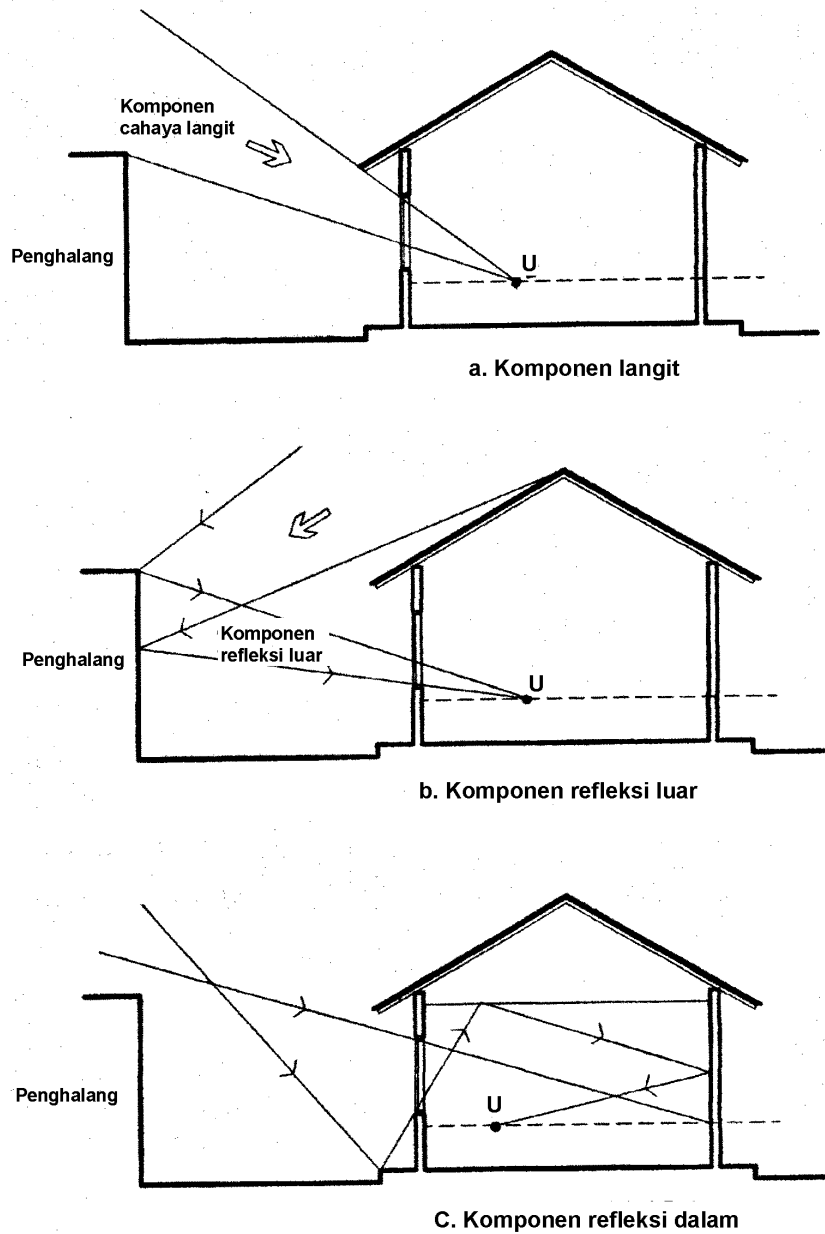 Komponen
cahaya langit
Penghalang
U
a. Komponen langit
Komponen
refleksi luar
Penghalang
U
b. Komponen refleksi luar
Penghalang
U
C. Komponen refleksi dalam